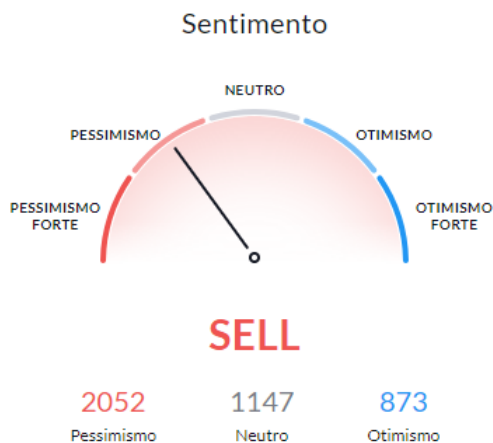 Sentimento
NEUTRO
PESSIMISMO
OTIMISMO
PESSIMISMO
FORTE
OTIMISMO
FORTE
SELL
2052
1147
873
Pessimismo
Neutro
Otimismo